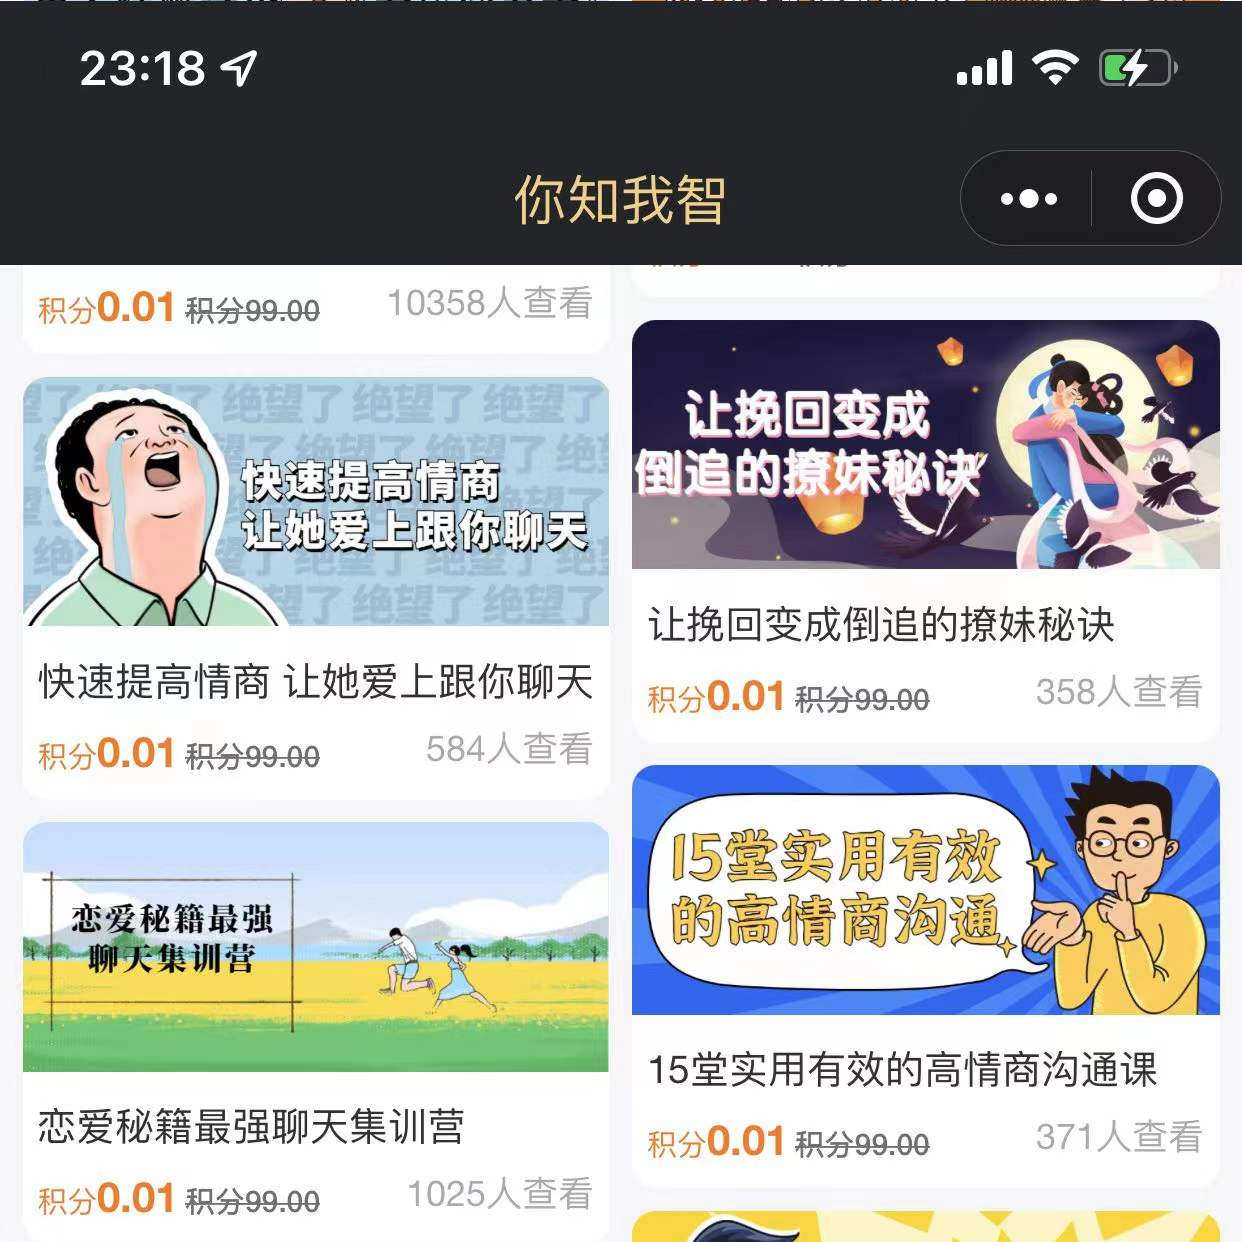 23:18
你知我智
积分0.01 积分99.00 10358人查看
绝望了 绝望了 绝望了
快速提高情商
让她爱上跟你聊天
绝望了 绝望了 绝望了
快速提高情商 让她爱上跟你聊天
积分0.01 积分99.00 584人查看
恋爱秘籍最强
聊天集训营
恋爱秘籍最强聊天集训营
积分0.01 积分99.00 1025人查看
让挽回变成
倒追的撩妹秘诀
让挽回变成倒追的撩妹秘诀
积分0.01 积分99.00 358人查看
15堂实用有效
的高情商沟通
15堂实用有效的高情商沟通课
积分0.01 积分99.00 371人查看